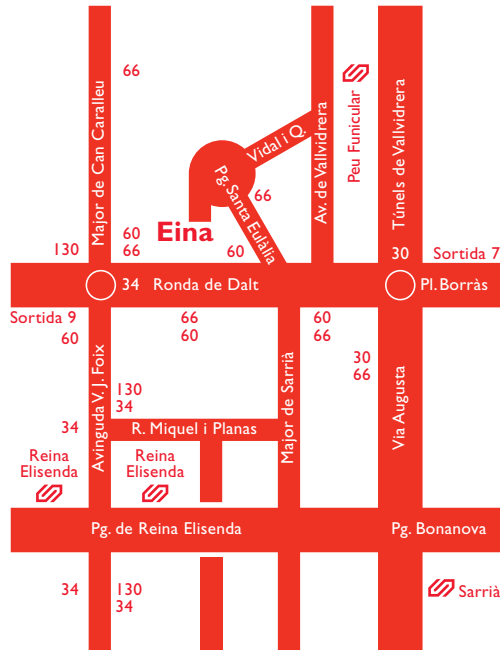 66
Major de Can Caralleu
Vidal i Q.
Av. de Vallvidrera
Peu Funicular
Túnels de Vallvidrera
Pg. Santa Eulàlia
66
Eina
60
66
130
60
30
Sortida 7
34
Ronda de Dalt
Pl. Borràs
Sortida 9
60
66
60
60
66
30
66
Avinguda V. J. Foix
130
34
34
R. Miquel i Planas
Major de Sarrià
Via Augusta
Reina
Elisenda
Reina
Elisenda
Pg. de Reina Elisenda
Pg. Bonanova
34
130
34
Sarrià